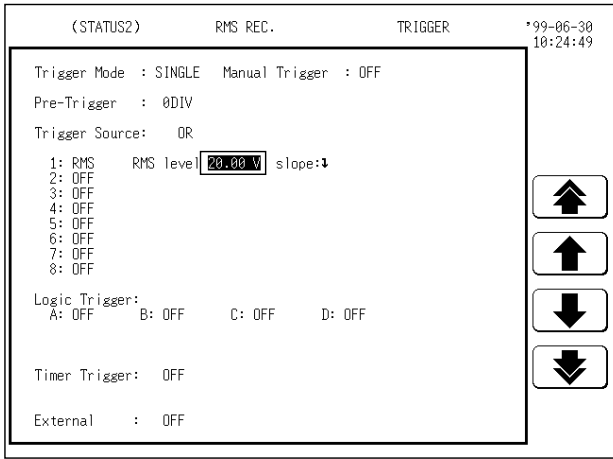 (STATUS2) RMS REC. TRIGGER '99-06-30
10:24:49
Trigger Mode : SINGLE Manual Trigger : OFF
Pre-Trigger : 0DIV
Trigger Source: OR
1: RMS RMS level 20.00 V slope:↴
2: OFF
3: OFF
4: OFF
5: OFF
6: OFF
7: OFF
8: OFF
Logic Trigger:
A: OFF B: OFF C: OFF D: OFF
Timer Trigger: OFF
External : OFF